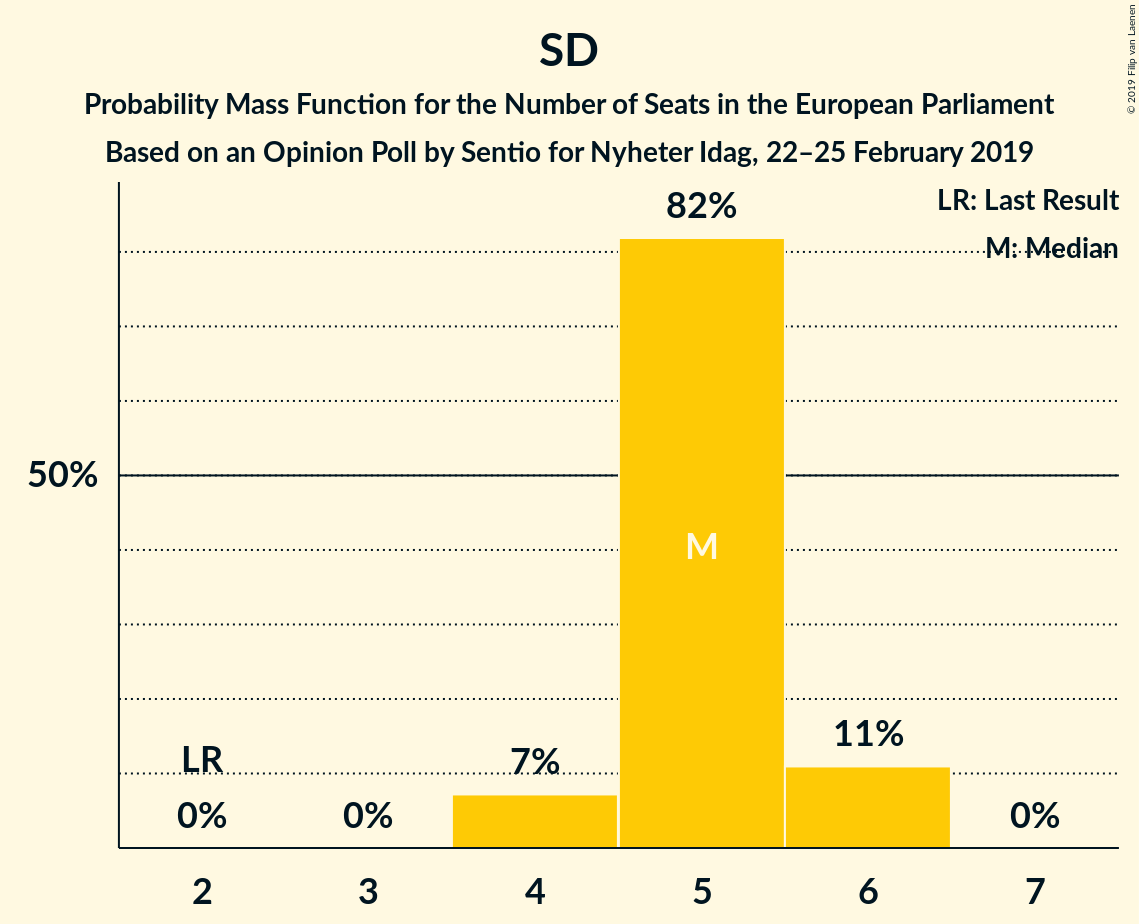 SD
Probability Mass Function for the Number of Seats in the European Parliament
Based on an Opinion Poll by Sentio for Nyheter Idag, 22–25 February 2019
© 2019 Filip van Laenen
LR: Last Result
M: Median
82%
50%
M
LR
7%
11%
0%
0%
0%
2 3 4 5 6 7